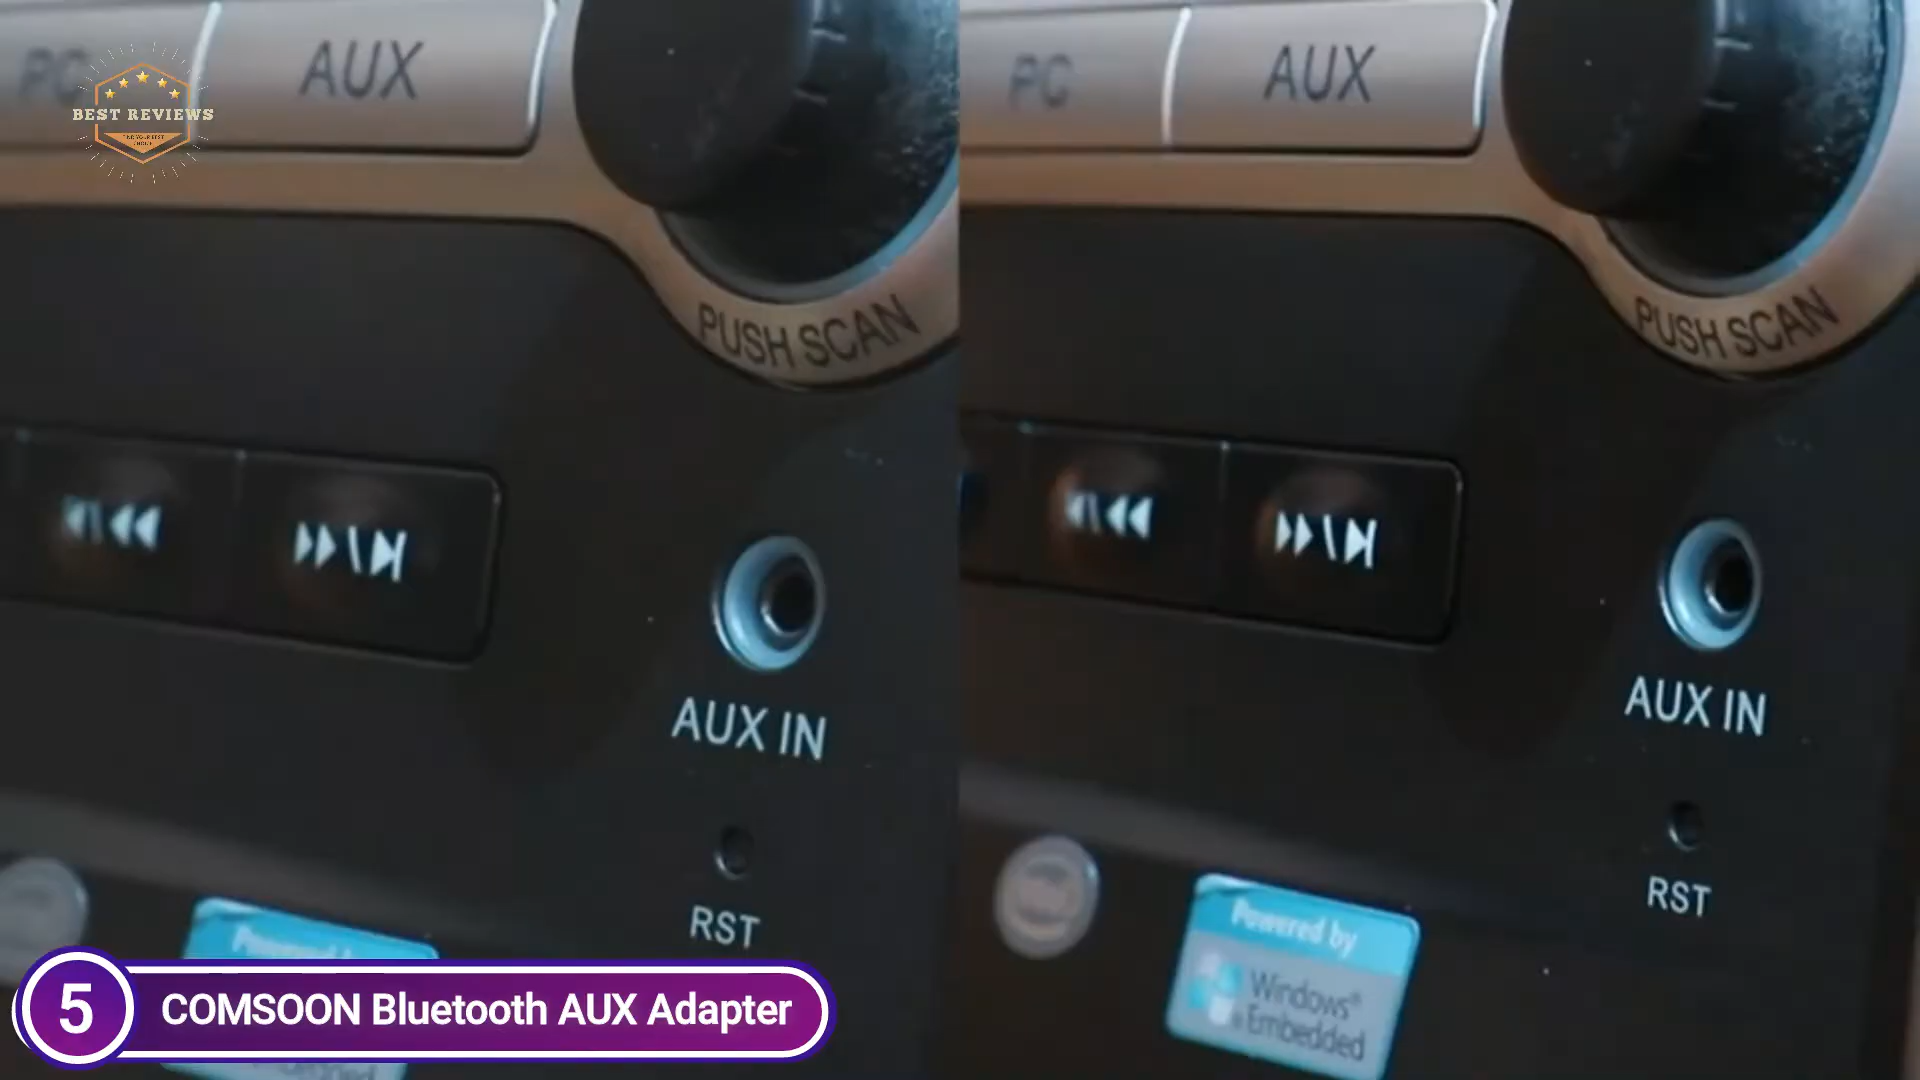 PC
AUX
BEST REVIEWS
PUSH SCAN
AUX IN
RST
5
COMSOON Bluetooth AUX Adapter
PC
AUX
PUSH SCAN
AUX IN
RST
Powered by
Windows®
Embedded